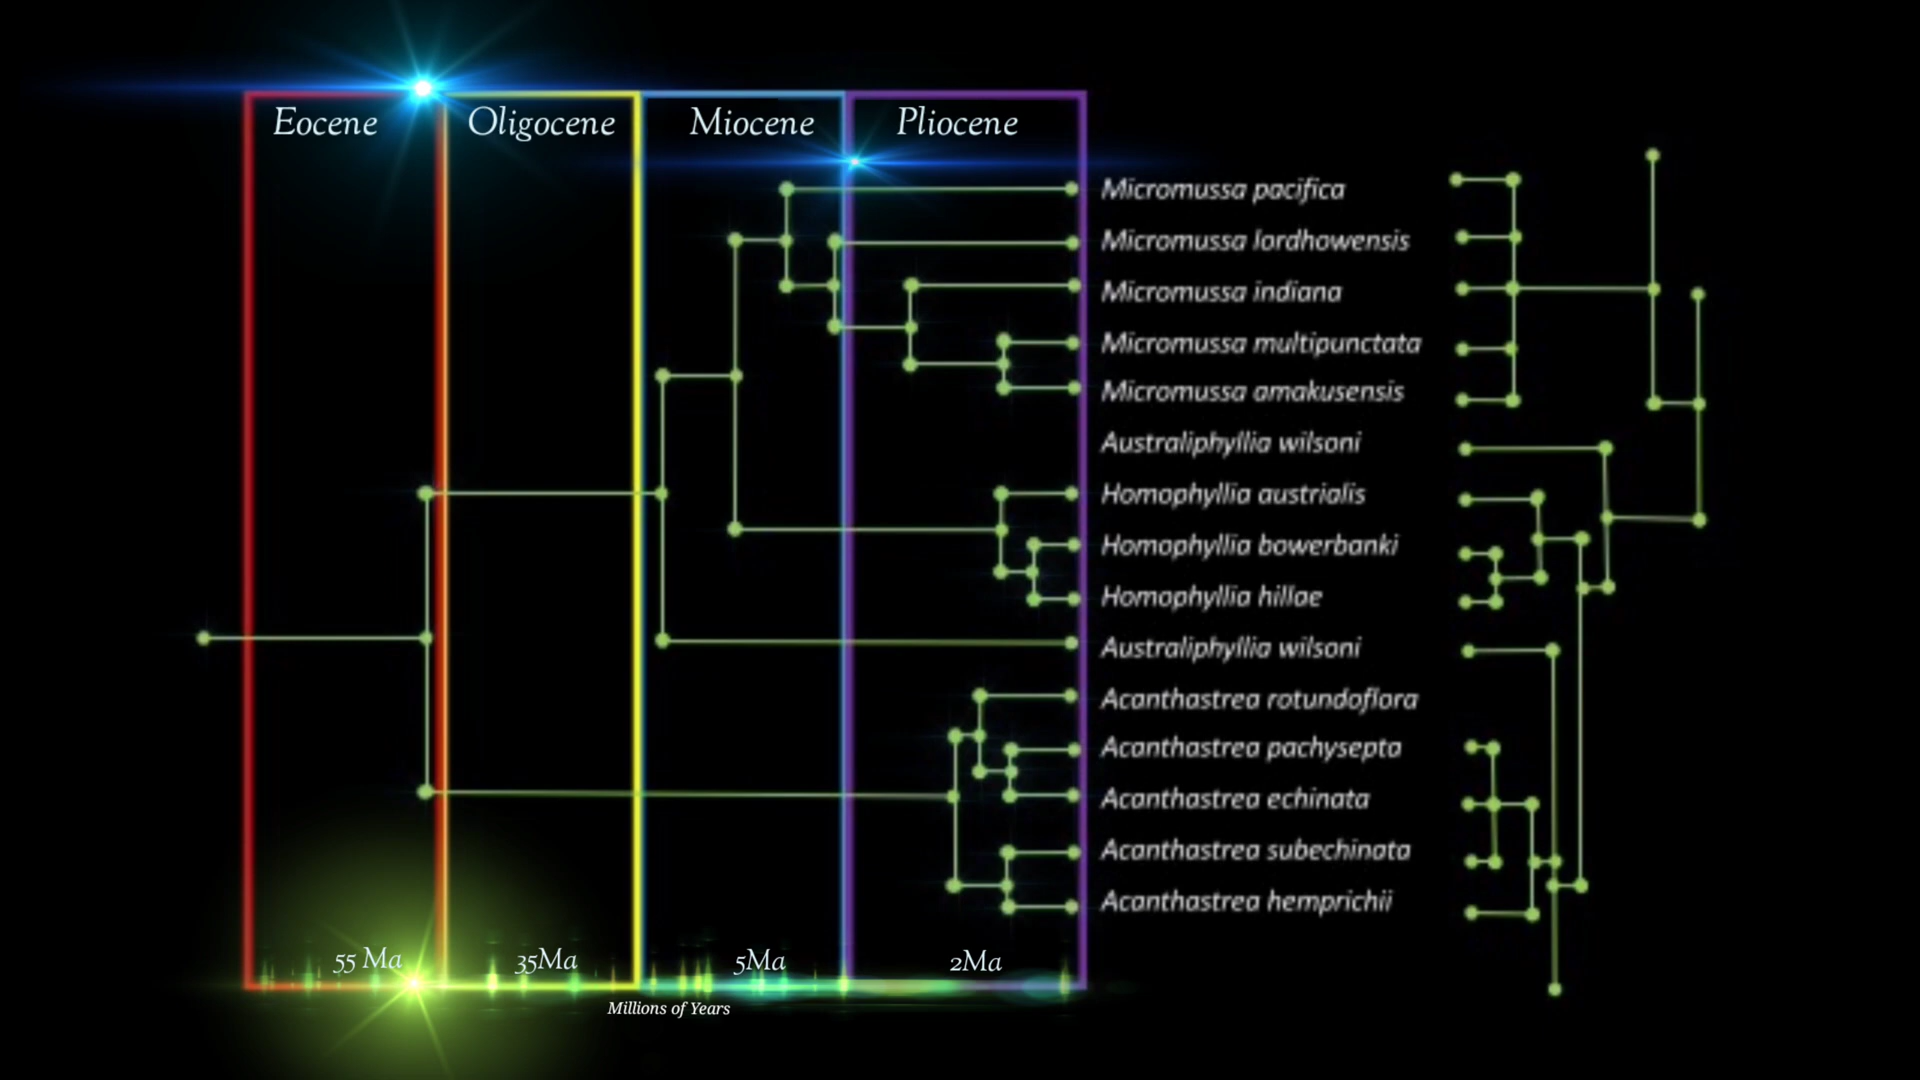 Eocene
Oligocene
Miocene
Pliocene
Micromussa pacifica
Micromussa lordhowensis
Micromussa indiana
Micromussa multipunctata
Micromussa amakusensis
Australiphyllia wilsoni
Homophyllia austrialis
Homophyllia bowerbanki
Homophyllia hillae
Australiphyllia wilsoni
Acanthastrea rotundoflora
Acanthastrea pachysepta
Acanthastrea echinata
Acanthastrea subechinata
Acanthastrea hemprichii
55 Ma
35Ma
5Ma
2Ma
Millions of Years